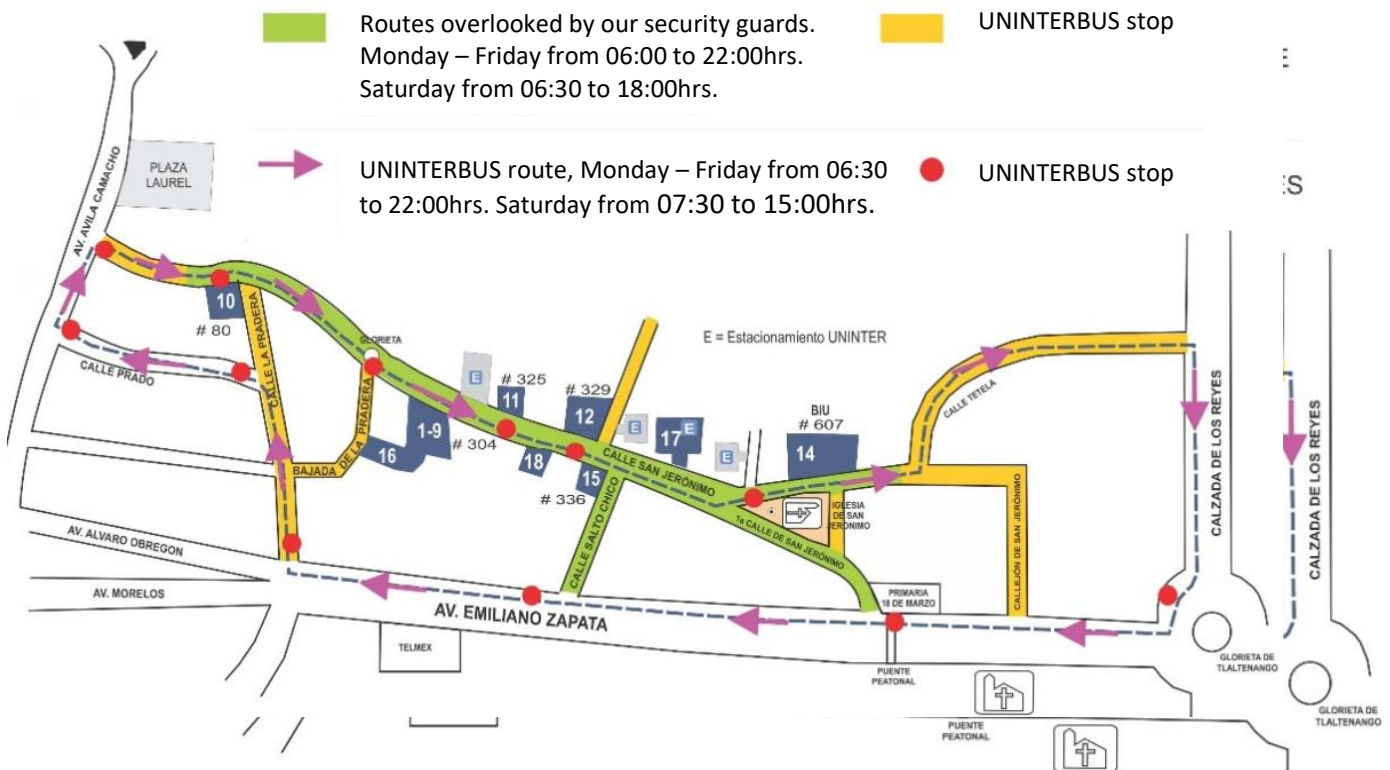 Routes overlooked by our security guards.
Monday – Friday from 06:00 to 22:00hrs.
Saturday from 06:30 to 18:00hrs.
UNINTERBUS stop
E
UNINTERBUS route, Monday – Friday from 06:30
to 22:00hrs. Saturday from 07:30 to 15:00hrs.
UNINTERBUS stop
ES
AV. AVILA CAMACHO
PLAZA
LAUREL
10
# 80
CALLE LA PRADERA
CALLE PRADO
GLORIETA
BAJADA DE LA PRADERA
E = Estacionamiento UNINTER
E
# 325
11
# 329
12
1-9
# 304
16
18
15
# 336
E
17
E
E
BIU
# 607
14
CALLE SAN JERÓNIMO
CALLE SALTO CHICO
1a CALLE DE SAN JERÓNIMO
IGLESIA
DE SAN
JERONIMO
CALLE TETELA
CALLEJÓN DE SAN JERÓNIMO
CALZADA DE LOS REYES
CALZADA DE LOS REYES
AV. ALVARO OBREGON
AV. MORELOS
AV. EMILIANO ZAPATA
PRIMARIA
18 DE MARZO
TELMEX
PUENTE
PEATONAL
GLORIETA DE
TLALTENANGO
GLORIETA DE
TLALTENANGO
PUENTE
PEATONAL